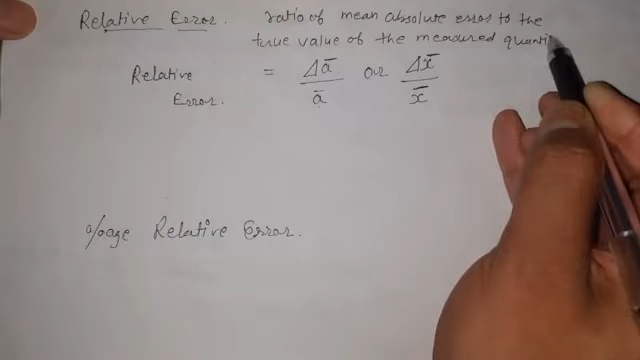 Relative Error. ratio of mean absolute error to the
true value of the measured quanti
Relative = Δā or Δx̄
Error. ā x̄
%age Relative Error.